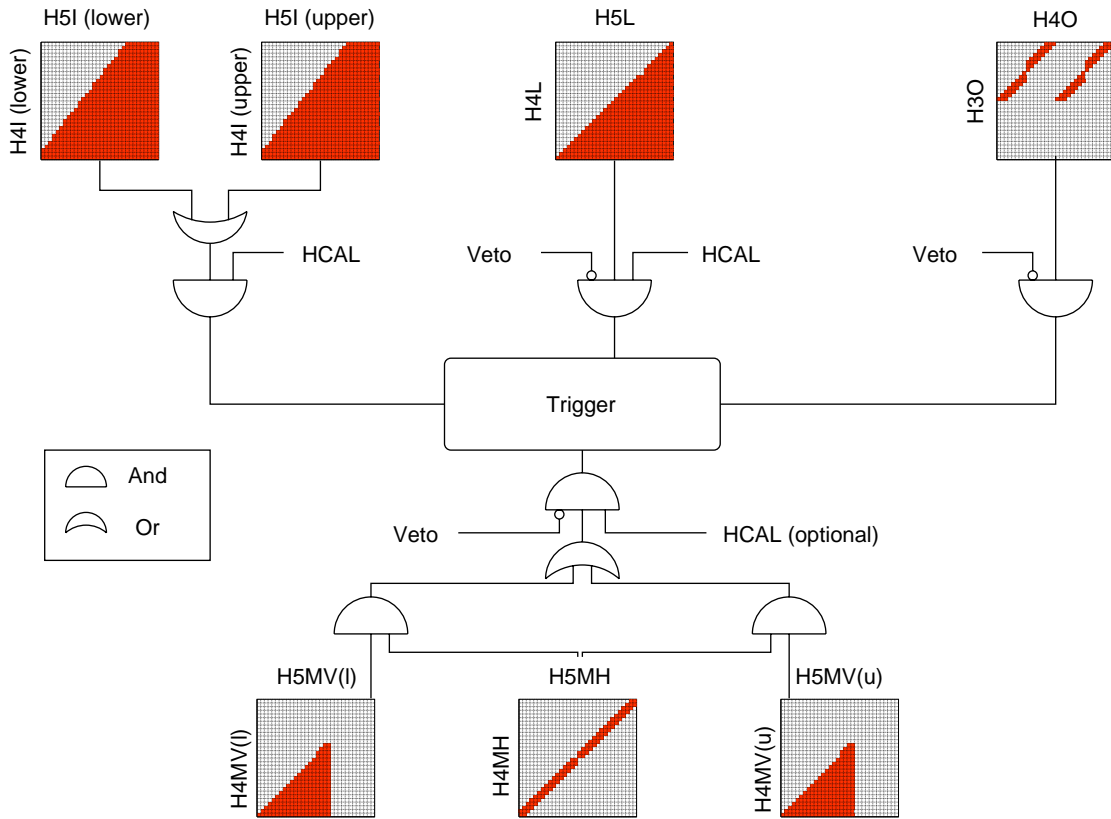 H5I (lower)
H5I (upper)
H5L
H4O
H4I (lower)
H4I (upper)
H4L
H3O
HCAL
Veto
HCAL
Veto
Trigger
And
Or
Veto
HCAL (optional)
H5MV(l)
H5MH
H5MV(u)
H4MV(l)
H4MH
H4MV(u)